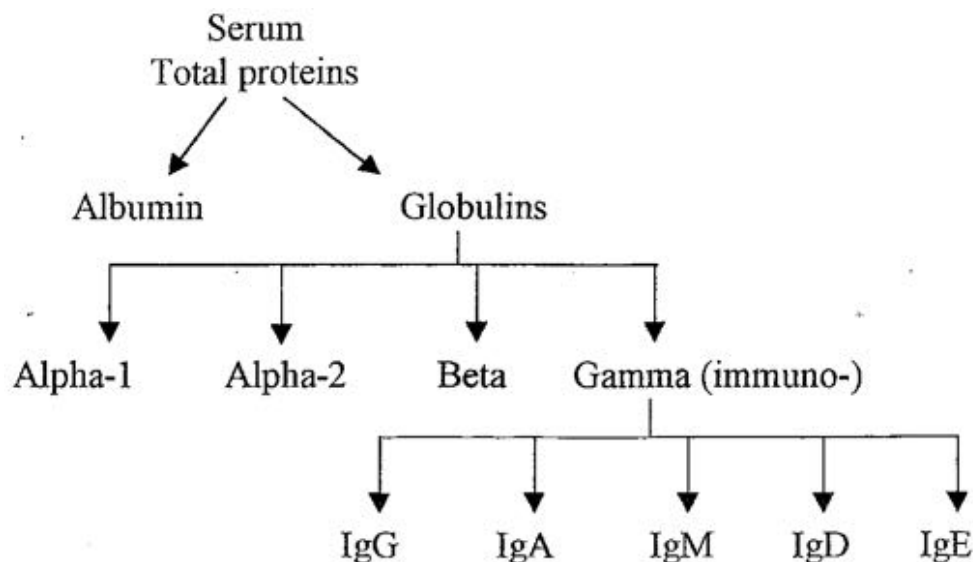 Serum
Total proteins
Albumin Globulins
Alpha-1 Alpha-2 Beta Gamma (immuno-)
IgG IgA IgM IgD IgE